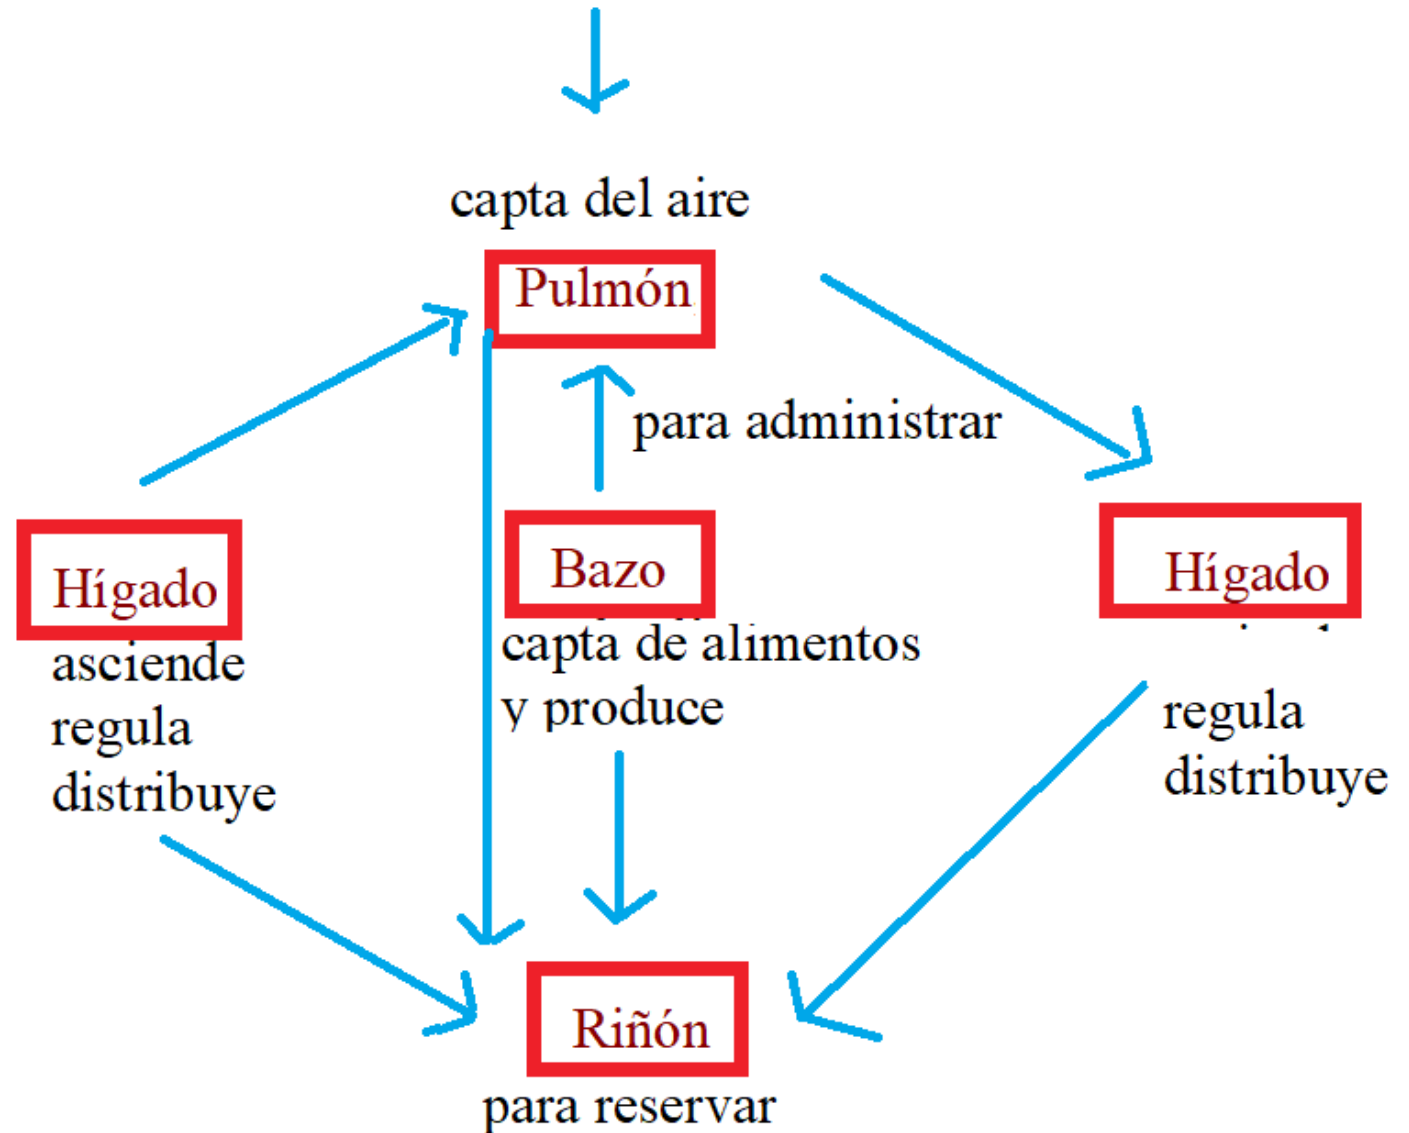 capta del aire
Pulmón
para administrar
Hígado
asciende
regula
distribuye
Bazo
capta de alimentos
y produce
Hígado
regula
distribuye
Riñón
para reservar